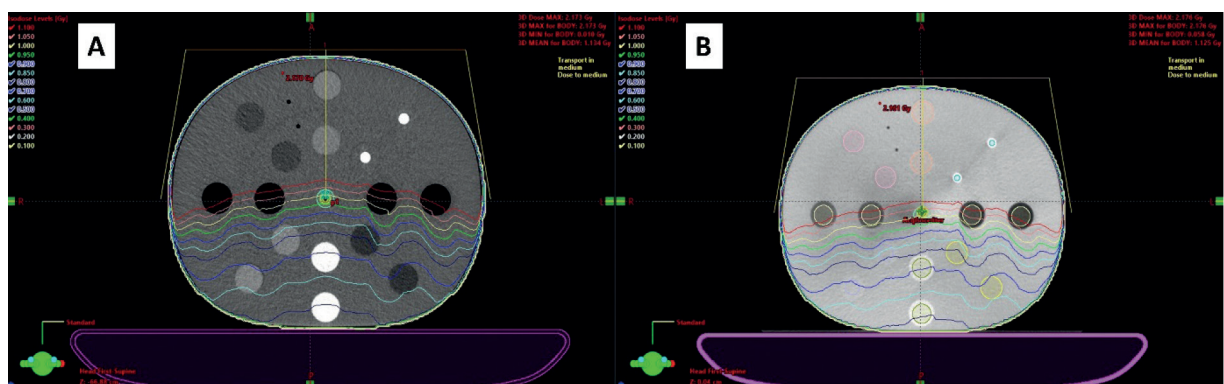 A
Isodose Levels [Gy]
1.100
1.050
1.000
0.950
0.900
0.850
0.800
0.700
0.600
0.500
0.400
0.300
0.200
0.100
3D Dose MAX: 2.173 Gy
3D MAX for BODY: 2.173 Gy
3D MIN for BODY: 0.010 Gy
3D MEAN for BODY: 1.134 Gy
Transport in
medium
Dose to medium
A
R
Standard
Head First Supine
B
Isodose Levels [Gy]
1.100
1.050
1.000
0.950
0.900
0.850
0.800
0.700
0.600
0.500
0.400
0.300
0.200
0.100
3D Dose MAX: 2.176 Gy
3D MAX for BODY: 2.176 Gy
3D MIN for BODY: 0.058 Gy
3D MEAN for BODY: 1.125 Gy
Transport in
medium
Dose to medium
A
R
L
Standard
Head First Supine
Z: 0.04 cm